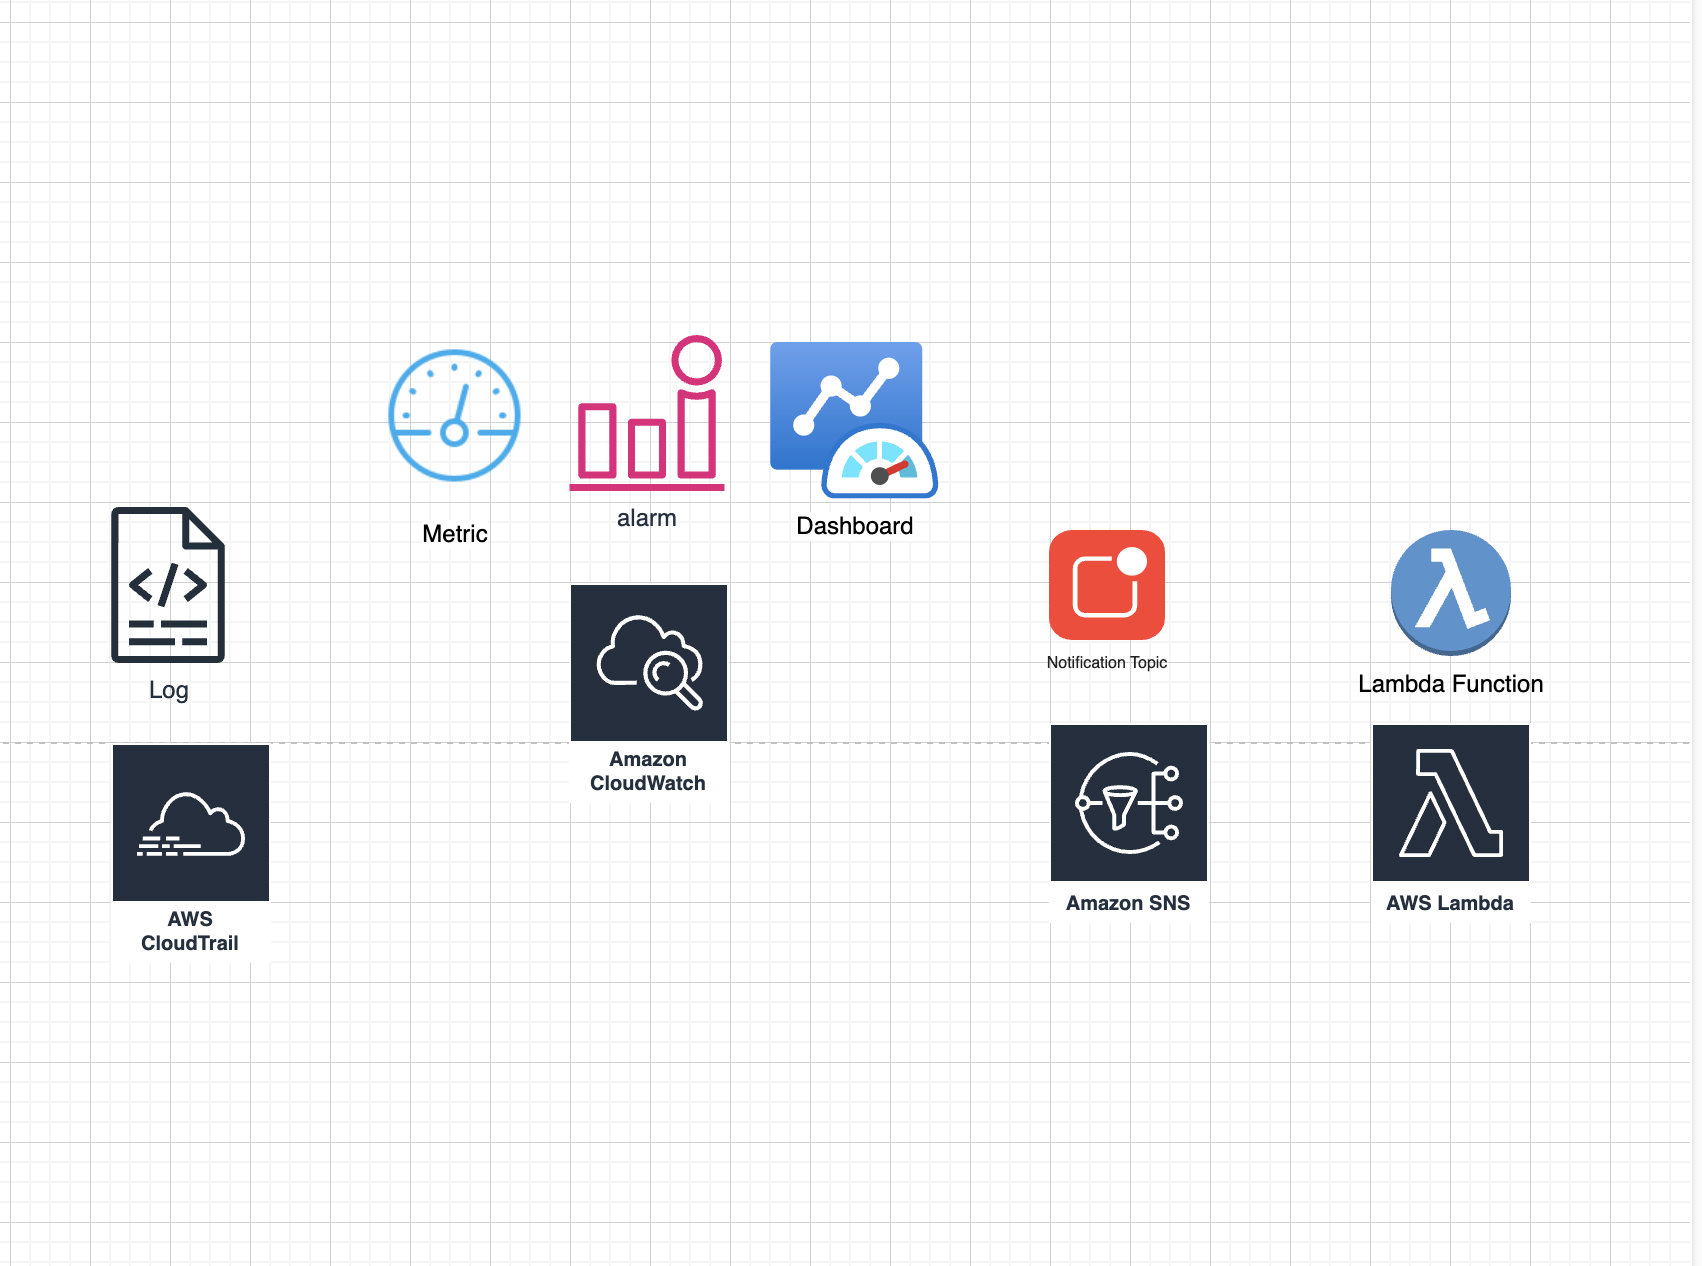 Metric
alarm
Dashboard
Log
Notification Topic
Lambda Function
Amazon
CloudWatch
Amazon SNS
AWS Lambda
AWS
CloudTrail